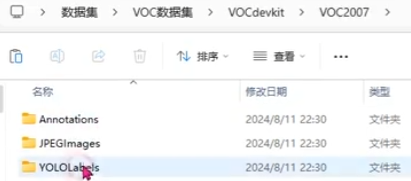 数据集 > VOC数据集 > VOCdevkit > VOC2007 >
排序 查看 ...
名称 修改日期 类型
Annotations 2024/8/11 22:30 文件夹
JPEGImages 2024/8/11 22:30 文件夹
YOLOLabels 2024/8/11 22:30 文件夹